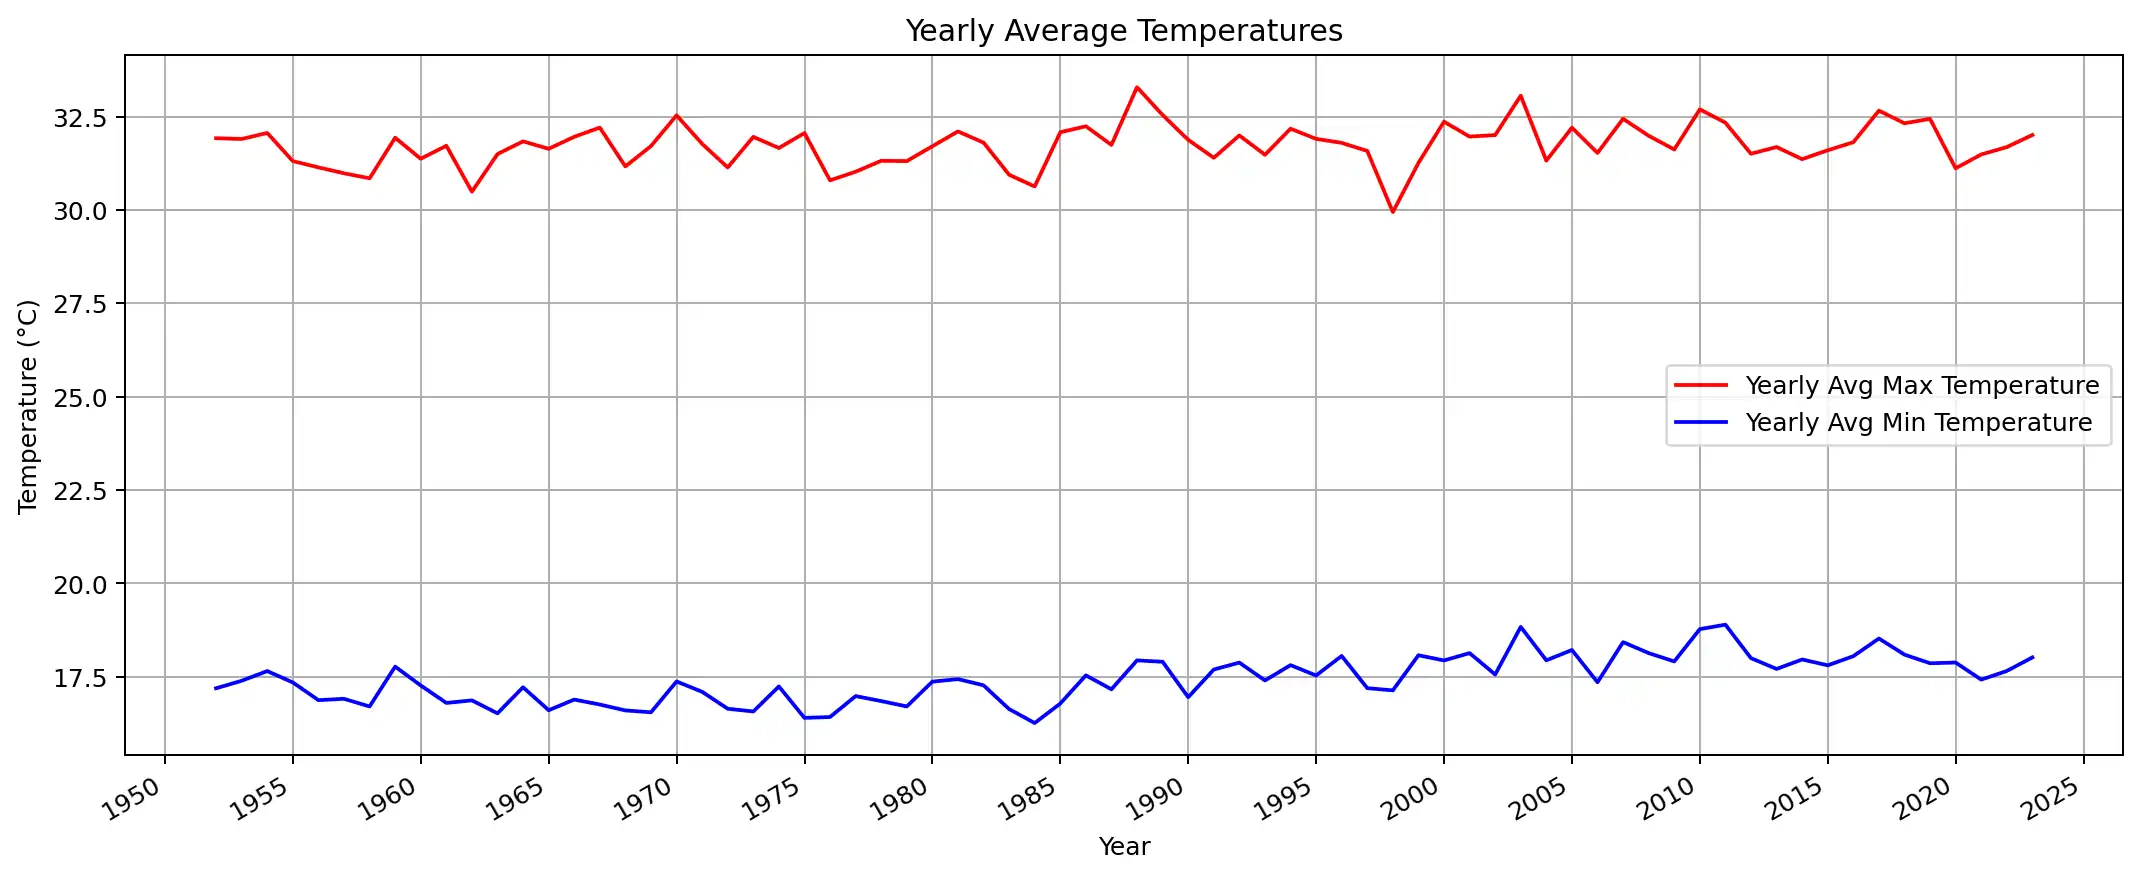 Yearly Average Temperatures
Temperature (°C)
32.5
30.0
27.5
25.0
22.5
20.0
17.5
Yearly Avg Max Temperature
Yearly Avg Min Temperature
1950 1955 1960 1965 1970 1975 1980 1985 1990 1995 2000 2005 2010 2015 2020 2025
Year